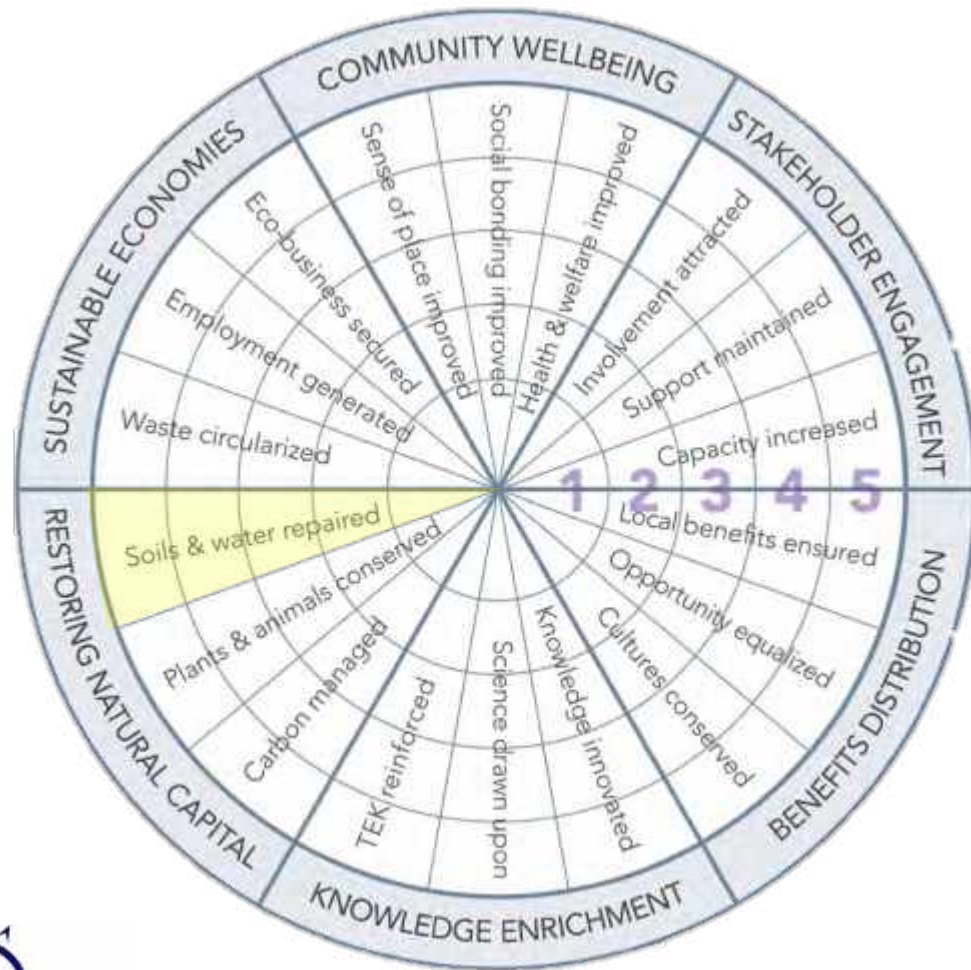 COMMUNITY WELLBEING
STAKEHOLDER ENGAGEMENT
BENEFITS DISTRIBUTION
KNOWLEDGE ENRICHMENT
RESTORING NATURAL CAPITAL
SUSTAINABLE ECONOMIES
Sense of place improved
Social bonding improved
Health & welfare improved
Involvement attracted
Support maintained
Capacity increased
1 2 3 4 5
Local benefits ensured
Opportunity equalized
Cultures conserved
Knowledge innovated
Science drawn upon
TEK reinforced
Carbon managed
Plants & animals conserved
Soils & water repaired
Waste circularized
Employment generated
Eco-business secured